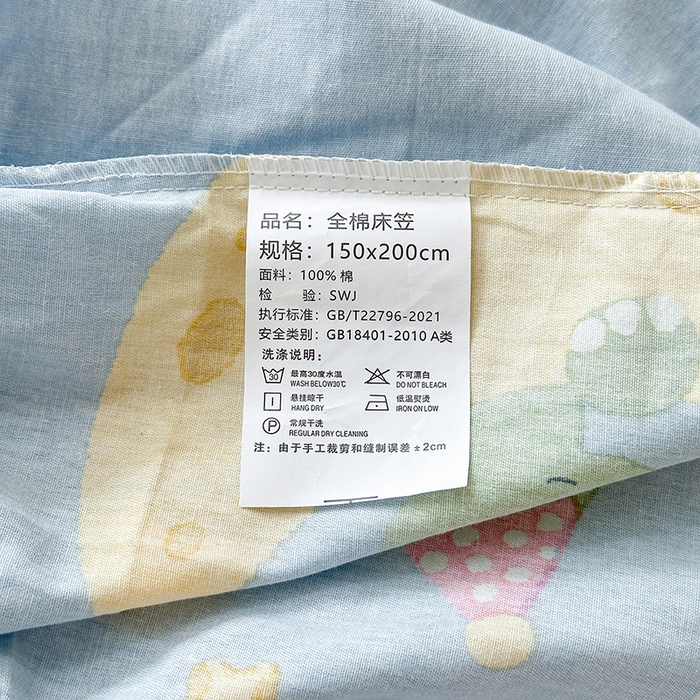 品名：全棉床笠
规格：150x200cm
面料：100% 棉
检 验：SWJ
执行标准：GB/T22796-2021
安全类别：GB18401-2010 A类
洗涤说明：
30 最高30度水温 不可漂白
WASH BELOW30℃ DO NOT BLEACH
悬挂晾干 低温熨烫
HANG DRY IRON ON LOW
P 常规干洗
REGULAR DRY CLEANING
注：由于手工裁剪和缝制误差 ±2cm